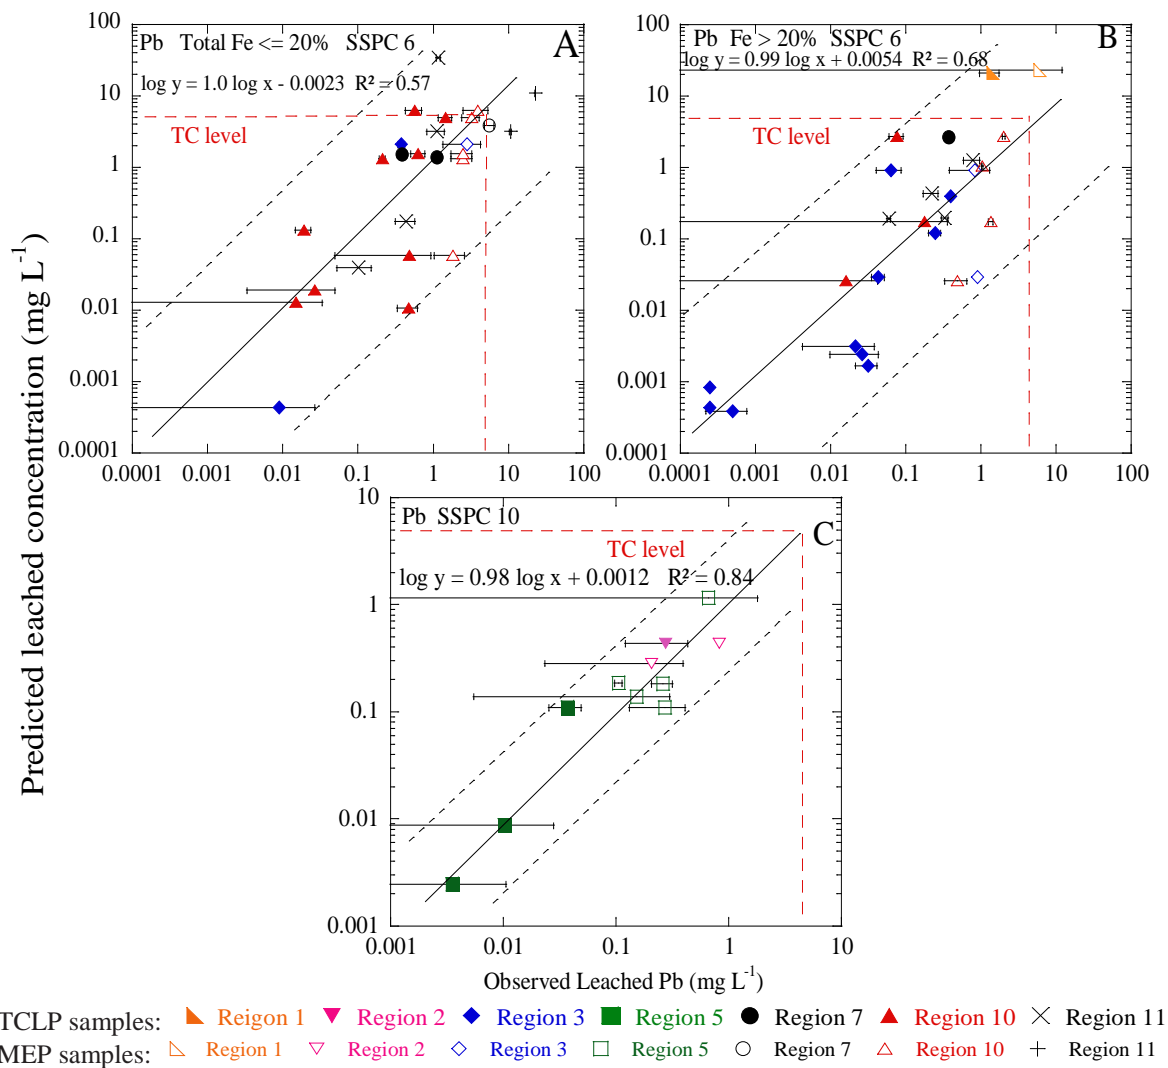 Predicted leached concentration (mg L-1)
Pb Total Fe <= 20% SSPC 6
A
log y = 1.0 log x - 0.0023 R² = 0.57
TC level
100
10
1
0.1
0.01
0.001
0.0001
0.0001 0.001 0.01 0.1 1 10 100
Pb Fe > 20% SSPC 6
B
log y = 0.99 log x + 0.0054 R² = 0.68
TC level
100
10
1
0.1
0.01
0.001
0.0001
0.0001 0.001 0.01 0.1 1 10 100
Pb SSPC 10
C
TC level
log y = 0.98 log x + 0.0012 R² = 0.84
10
1
0.1
0.01
0.001
0.001 0.01 0.1 1 10
Observed Leached Pb (mg L-1)
TCLP samples: Reigon 1 Region 2 Region 3 Region 5 Region 7 Region 10 Region 11
MEP samples: Region 1 Region 2 Region 3 Region 5 Region 7 Region 10 Region 11